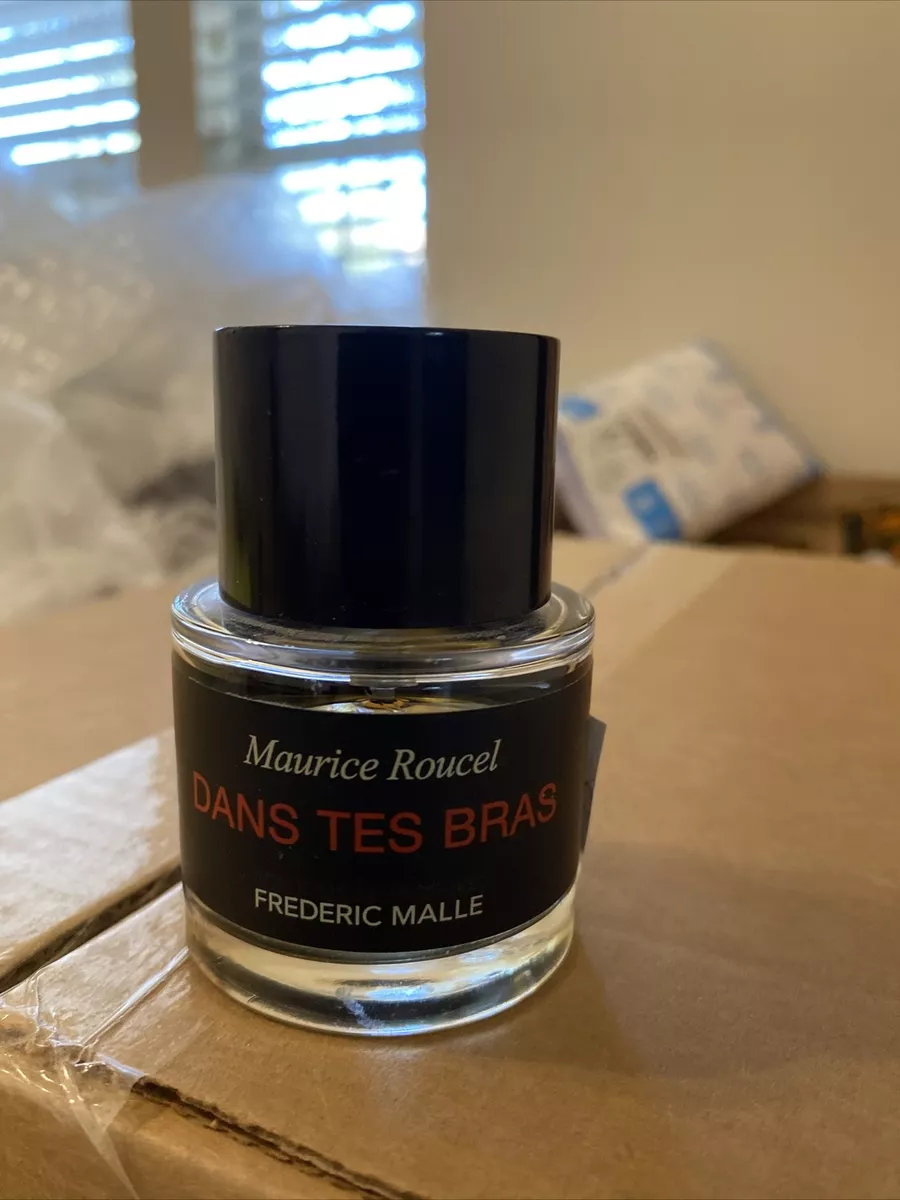 Maurice Roucel
DANS TES BRAS
FREDERIC MALLE